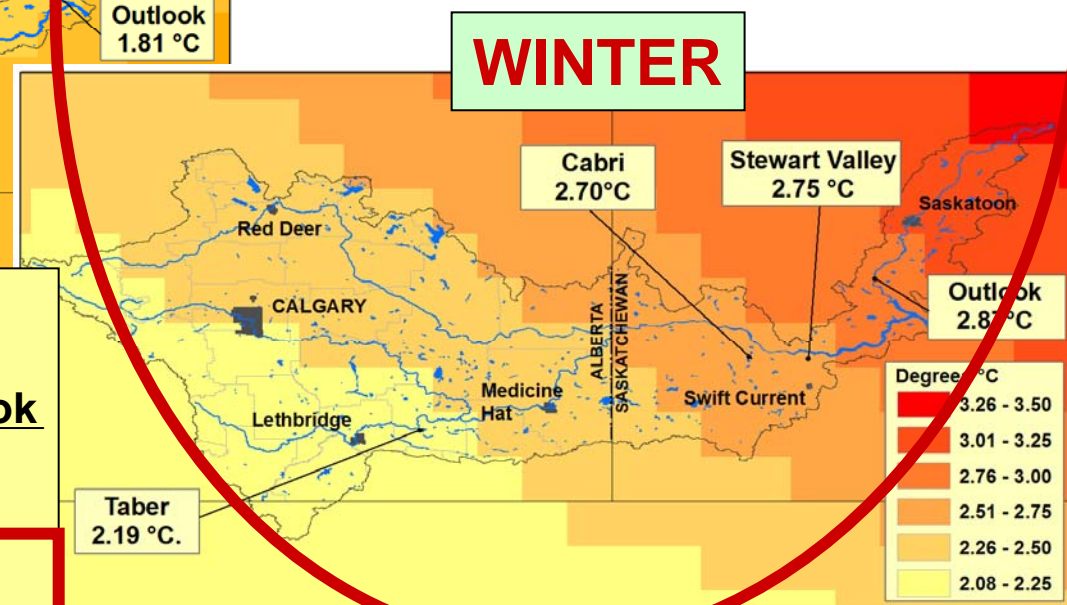 Outlook
1.81 °C
WINTER
Cabri
2.70°C
Stewart Valley
2.75 °C
Saskatoon
Red Deer
CALGARY
ALBERTA
SASKATCHEWAN
Outlook
ok
Medicine
Hat
Swift Current
Lethbridge
Taber
2.19 °C.
Degrees °C
3.26 - 3.50
3.01 - 3.25
2.76 - 3.00
2.51 - 2.75
2.26 - 2.50
2.08 - 2.25